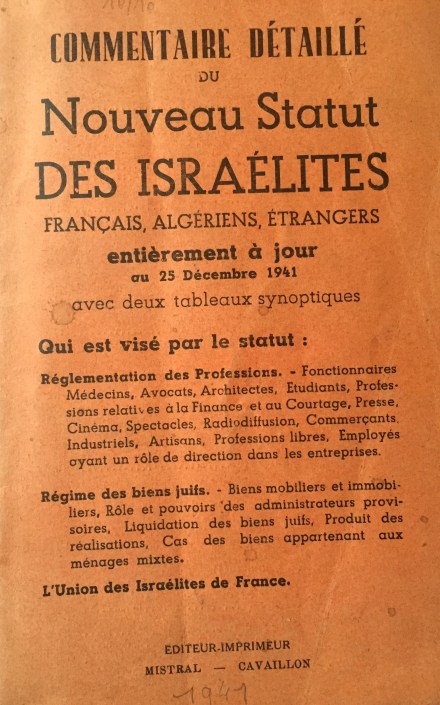 10/10
COMMENTAIRE DÉTAILLÉ
DU
Nouveau Statut
DES ISRAÉLITES
FRANÇAIS, ALGÉRIENS, ÉTRANGERS
entièrement à jour
au 25 Décembre 1941
avec deux tableaux synoptiques
Qui est visé par le statut :
Réglementation des Professions. - Fonctionnaires
Médecins, Avocats, Architectes, Etudiants, Profes-
sions relatives à la Finance et au Courtage, Presse,
Cinéma, Spectacles, Radiodiffusion, Commerçants
Industriels, Artisans, Professions libres, Employés
ayant un rôle de direction dans les entreprises.
Régime des biens juifs. - Biens mobiliers et immobi-
liers, Rôle et pouvoirs des administrateurs provi-
soires, Liquidation des biens juifs, Produit des
réalisations, Cas des biens appartenant aux
ménages mixtes.
L'Union des Israélites de France.
EDITEUR-IMPRIMEUR
MISTRAL — CAVAILLON
1941